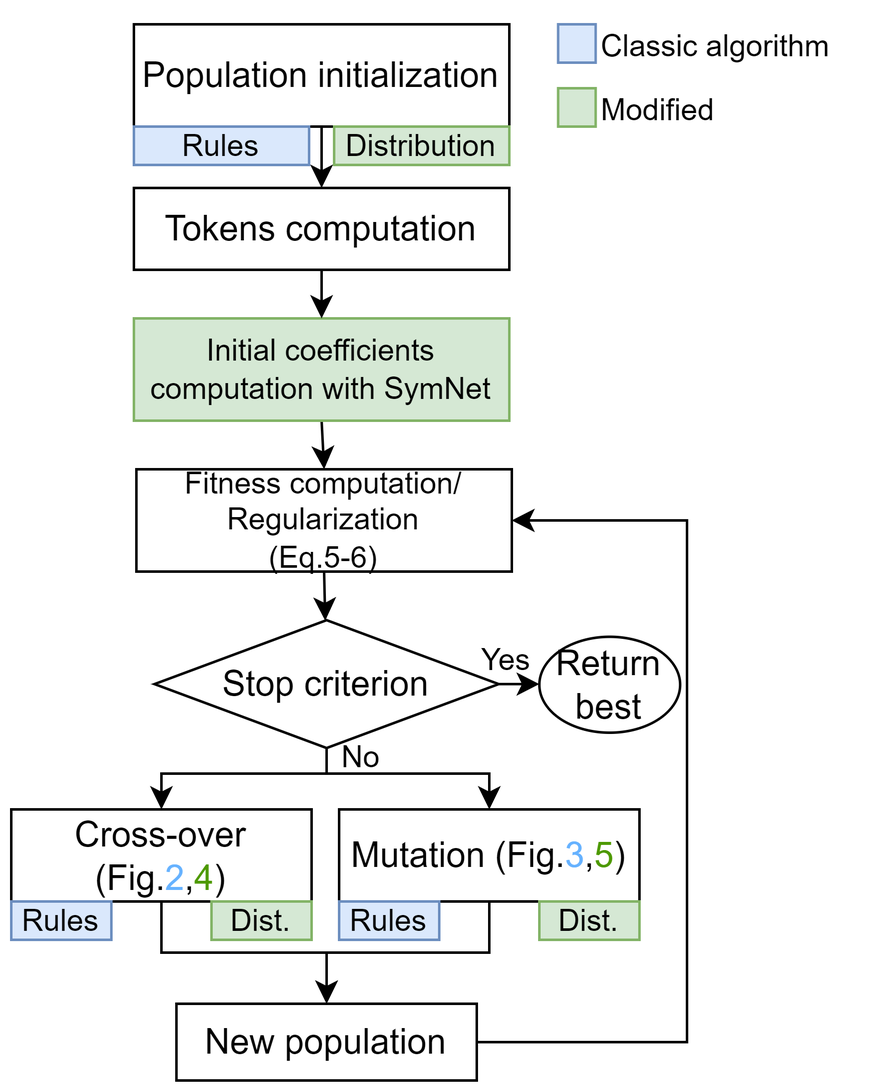 Population initialization
Rules
Distribution
Classic algorithm
Modified
Tokens computation
Initial coefficients
computation with SymNet
Fitness computation/
Regularization
(Eq.5-6)
Stop criterion
Yes
Return
best
No
Cross-over
(Fig.2,4)
Rules
Dist.
Mutation (Fig.3,5)
Rules
Dist.
New population